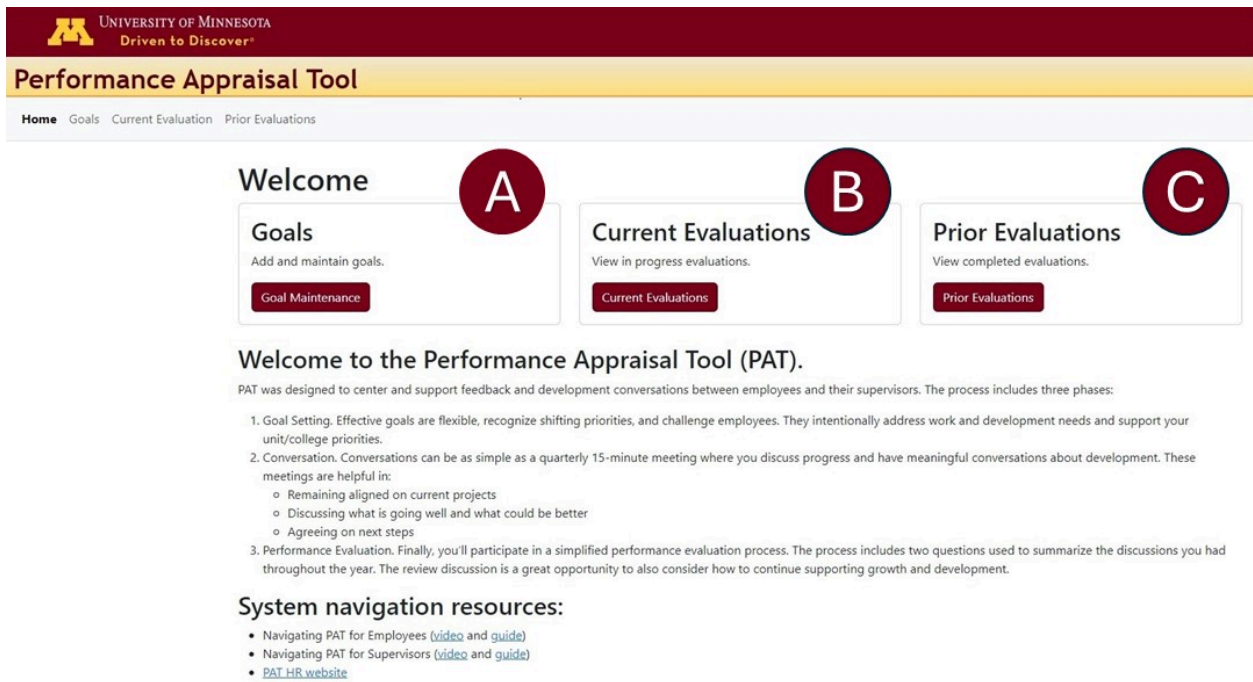 UNIVERSITY OF MINNESOTA
Driven to Discover®
Performance Appraisal Tool
Home Goals Current Evaluation Prior Evaluations
Welcome
A
B
C
Goals
Add and maintain goals.
Goal Maintenance
Current Evaluations
View in progress evaluations.
Current Evaluations
Prior Evaluations
View completed evaluations.
Prior Evaluations
Welcome to the Performance Appraisal Tool (PAT).
PAT was designed to center and support feedback and development conversations between employees and their supervisors. The process includes three phases:
1. Goal Setting. Effective goals are flexible, recognize shifting priorities, and challenge employees. They intentionally address work and development needs and support your
unit/college priorities.
2. Conversation. Conversations can be as simple as a quarterly 15-minute meeting where you discuss progress and have meaningful conversations about development. These
meetings are helpful in:
Remaining aligned on current projects
Discussing what is going well and what could be better
Agreeing on next steps
3. Performance Evaluation. Finally, you'll participate in a simplified performance evaluation process. The process includes two questions used to summarize the discussions you had
throughout the year. The review discussion is a great opportunity to also consider how to continue supporting growth and development.
System navigation resources:
Navigating PAT for Employees (video and guide)
Navigating PAT for Supervisors (video and guide)
PAT HR website